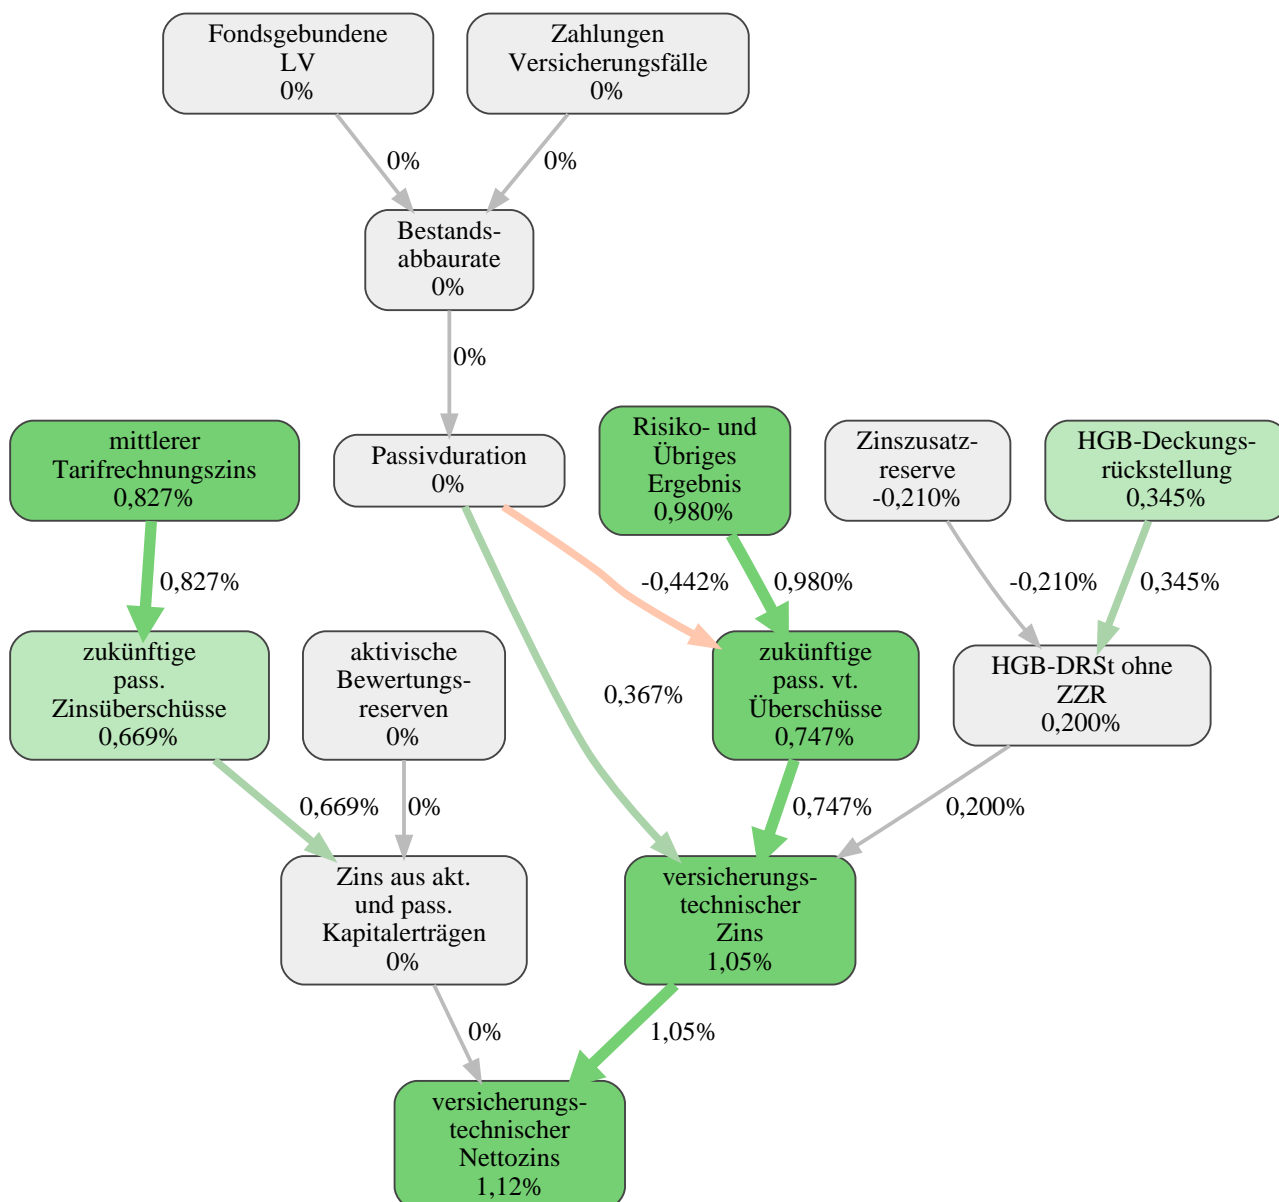 Fondsgebundene
LV
0%
Zahlungen
Versicherungsfälle
0%
0%
0%
Bestands-
abbaurate
0%
0%
mittlerer
Tarifrechnungszins
0,827%
Passivduration
0%
Risiko- und
Übriges
Ergebnis
0,980%
Zinszusatz-
reserve
-0,210%
HGB-Deckungs-
rückstellung
0,345%
0,827%
-0,442%
0,980%
-0,210%
0,345%
zukünftige
pass.
Zinsüberschüsse
0,669%
aktivische
Bewertungs-
reserven
0%
0,367%
zukünftige
pass. vt.
Überschüsse
0,747%
HGB-DRSt ohne
ZZR
0,200%
0,669%
0%
0,747%
0,200%
Zins aus akt.
und pass.
Kapitalerträgen
0%
versicherungs-
technischer
Zins
1,05%
0%
1,05%
versicherungs-
technischer
Nettozins
1,12%